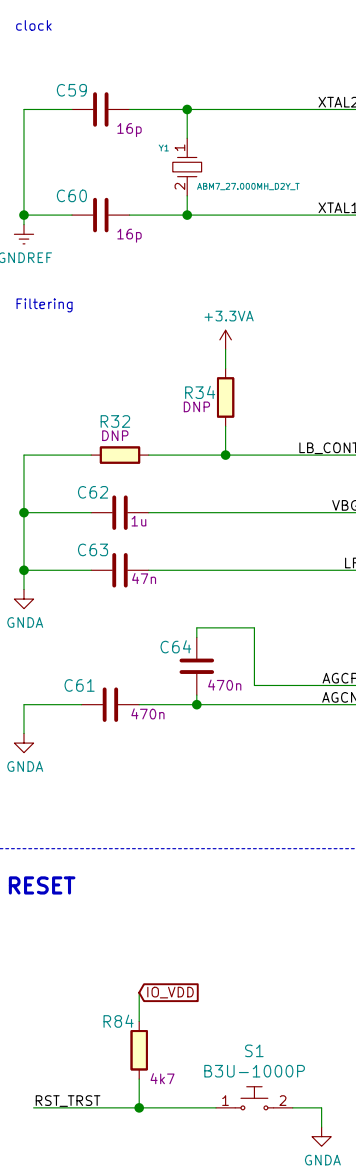 clock
C59
XTAL2
16p
Y1
1
2
ABM7_27.000MH_D2Y_T
C60
XTAL1
16p
GNDREF
Filtering
+3.3VA
R34
DNP
R32
DNP
LB_CONT
C62
VBG
1u
C63
LF
47n
GNDA
C64
470n
AGCP
C61
AGCN
470n
GNDA
RESET
IO_VDD
R84
4k7
S1
B3U-1000P
RST_TRST
1
2
GNDA